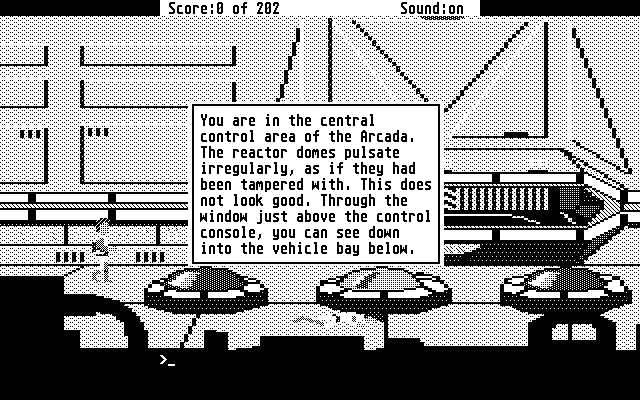 Score:0 of 202 Sound:on
You are in the central
control area of the Arcada.
The reactor domes pulsate
irregularly, as if they had
been tampered with. This does
not look good. Through the
window just above the control
console, you can see down
into the vehicle bay below.
>_